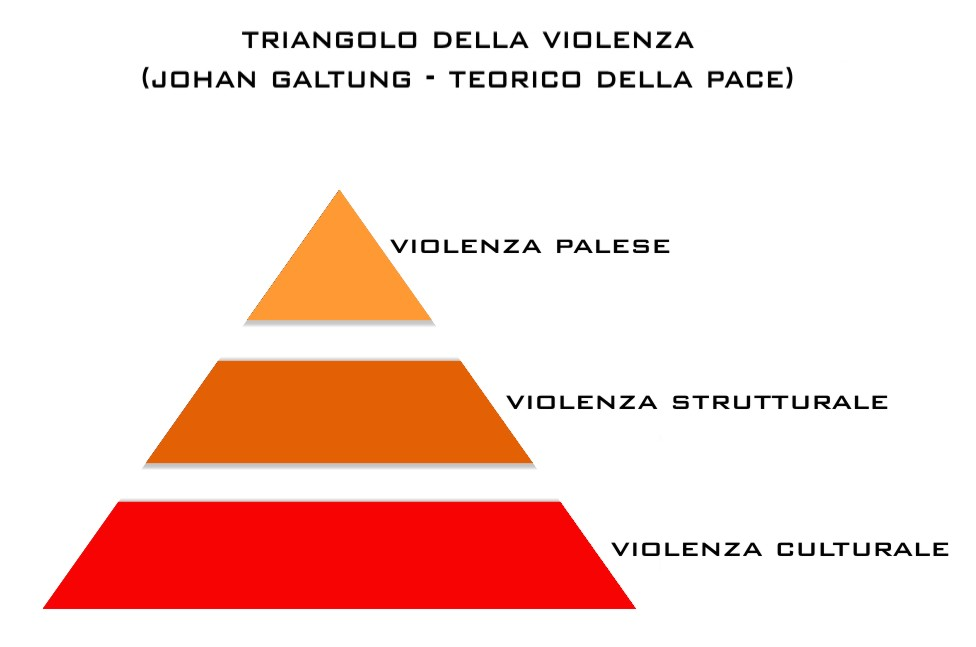 TRIANGOLO DELLA VIOLENZA
(JOHAN GALTUNG - TEORICO DELLA PACE)
VIOLENZA PALESE
VIOLENZA STRUTTURALE
VIOLENZA CULTURALE